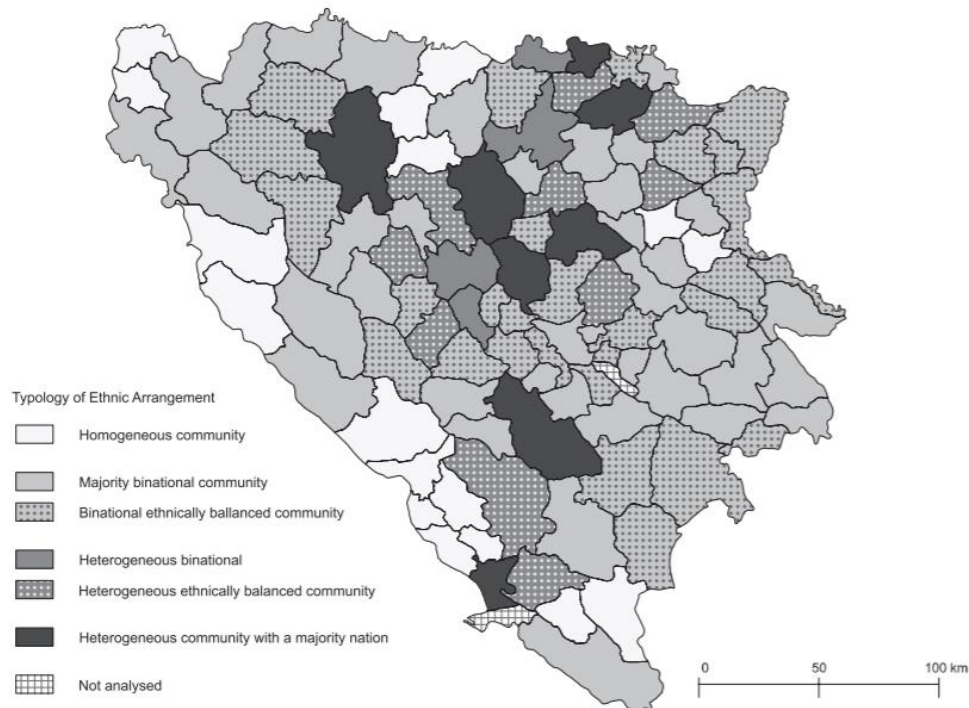 Typology of Ethnic Arrangement
Homogeneous community
Majority binational community
Binational ethnically ballanced community
Heterogeneous binational
Heterogeneous ethnically balanced community
Heterogeneous community with a majority nation
Not analysed
0 50 100 km